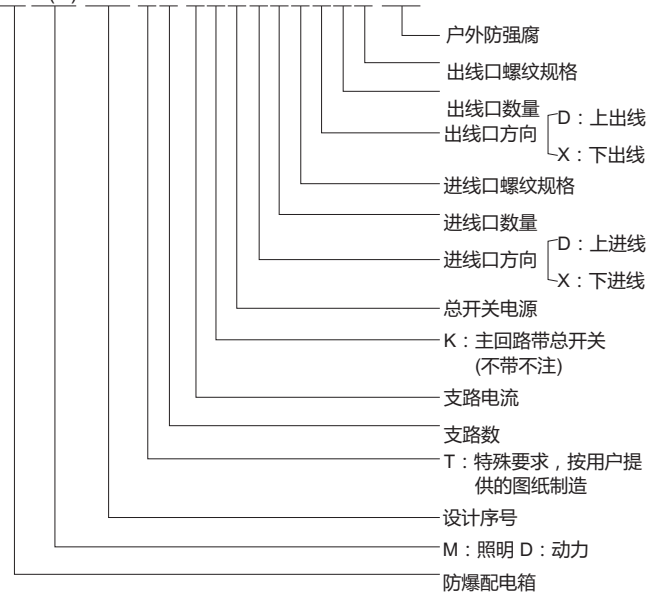 户外防强腐
出线口螺纹规格
出线口数量
出线口方向
D：上出线
X：下出线
进线口螺纹规格
进线口数量
进线口方向
D：上进线
X：下进线
总开关电源
K：主回路带总开关
(不带不注)
支路电流
支路数
T：特殊要求，按用户提
供的图纸制造
设计序号
M：照明 D：动力
防爆配电箱